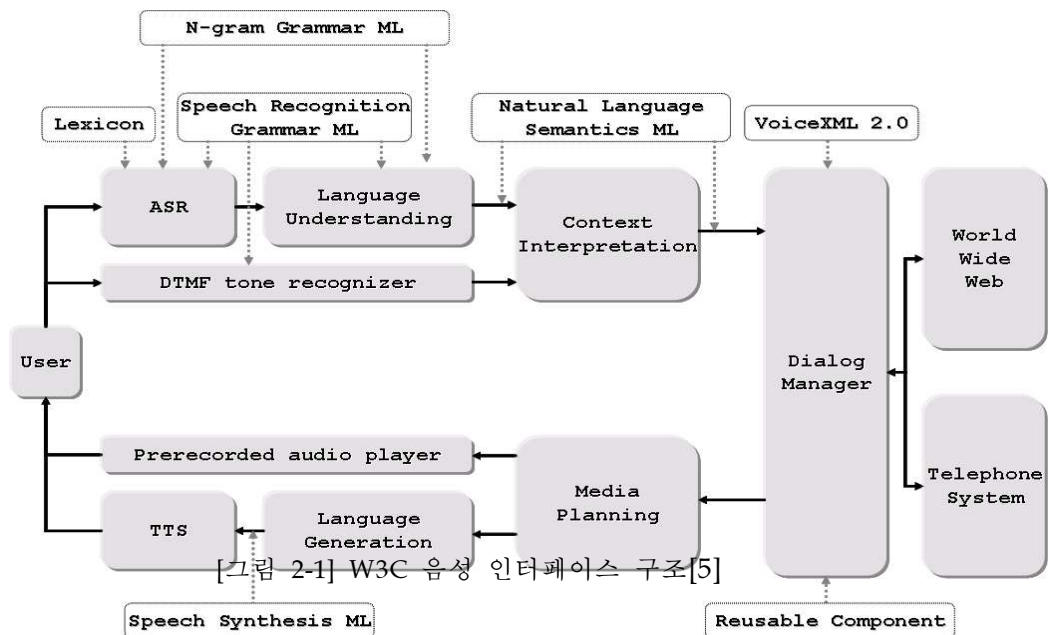 N-gram Grammar ML
Speech Recognition
Grammar ML
Natural Language
Semantics ML
Lexicon
VoiceXML 2.0
ASR
Language
Understanding
Context
Interpretation
World
Wide
Web
DTMF tone recognizer
User
Dialog
Manager
Prerecorded audio player
Media
Planning
Telephone
System
TTS
Language
Generation
[그림 2-1] W3C 음성 인터페이스 구조[5]
Speech Synthesis ML
Reusable Component